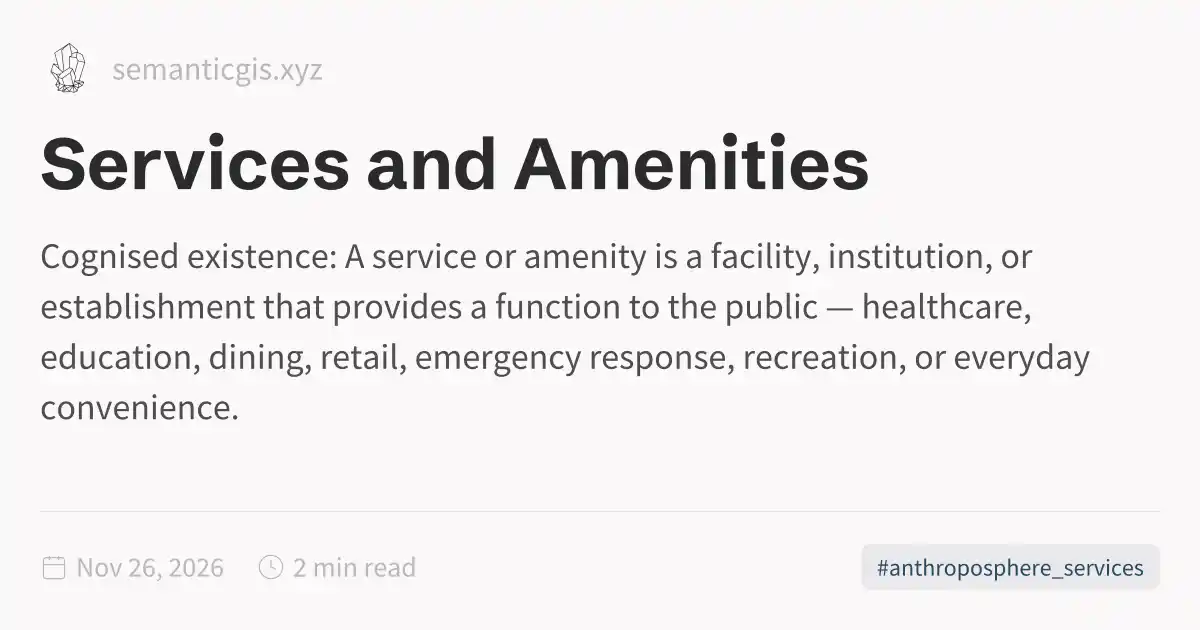 semanticgis.xyz
Services and Amenities
Cognised existence: A service or amenity is a facility, institution, or
establishment that provides a function to the public — healthcare,
education, dining, retail, emergency response, recreation, or everyday
convenience.
Nov 26, 2026
2 min read
#anthroposphere_services